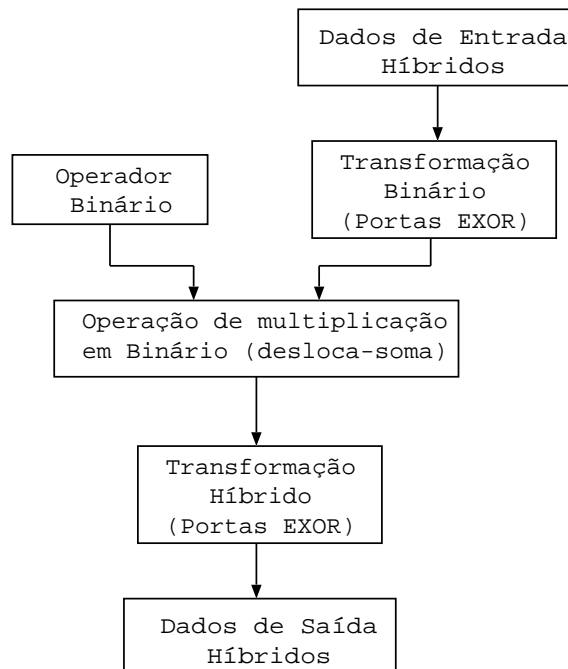 Dados de Entrada
Híbridos
Operador
Binário
Transformação
Binário
(Portas EXOR)
Operação de multiplicação
em Binário (desloca-soma)
Transformação
Híbrido
(Portas EXOR)
Dados de Saída
Híbridos